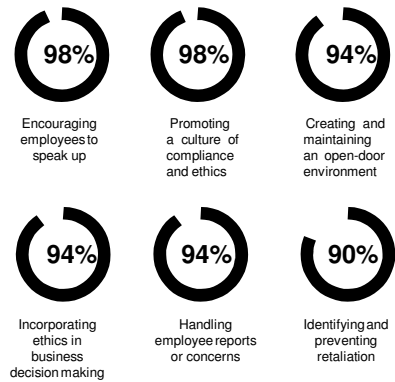 98%
Encouraging
employees to
speak up
98%
Promoting
a culture of
compliance
and ethics
94%
Creating and
maintaining
an open-door
environment
94%
Incorporating
ethics in
business
decision making
94%
Handling
employee reports
or concerns
90%
Identifying and
preventing
retaliation